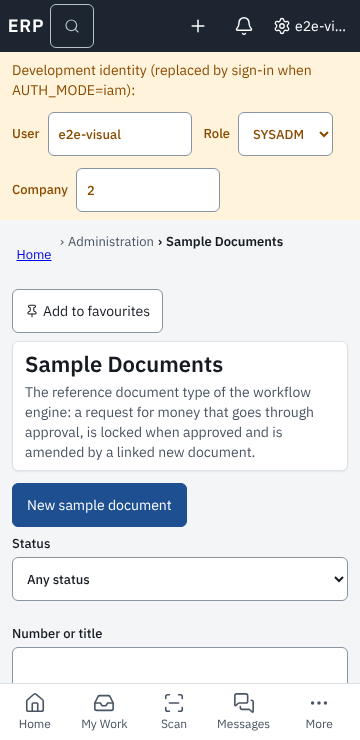 ERP
e2e-vi...
Development identity (replaced by sign-in when
AUTH_MODE=iam):
User
e2e-visual
Role
SYSADM
Company
2
Home › Administration › Sample Documents
Add to favourites
Sample Documents
The reference document type of the workflow
engine: a request for money that goes through
approval, is locked when approved and is
amended by a linked new document.
New sample document
Status
Any status
Number or title
Home
My Work
Scan
Messages
More